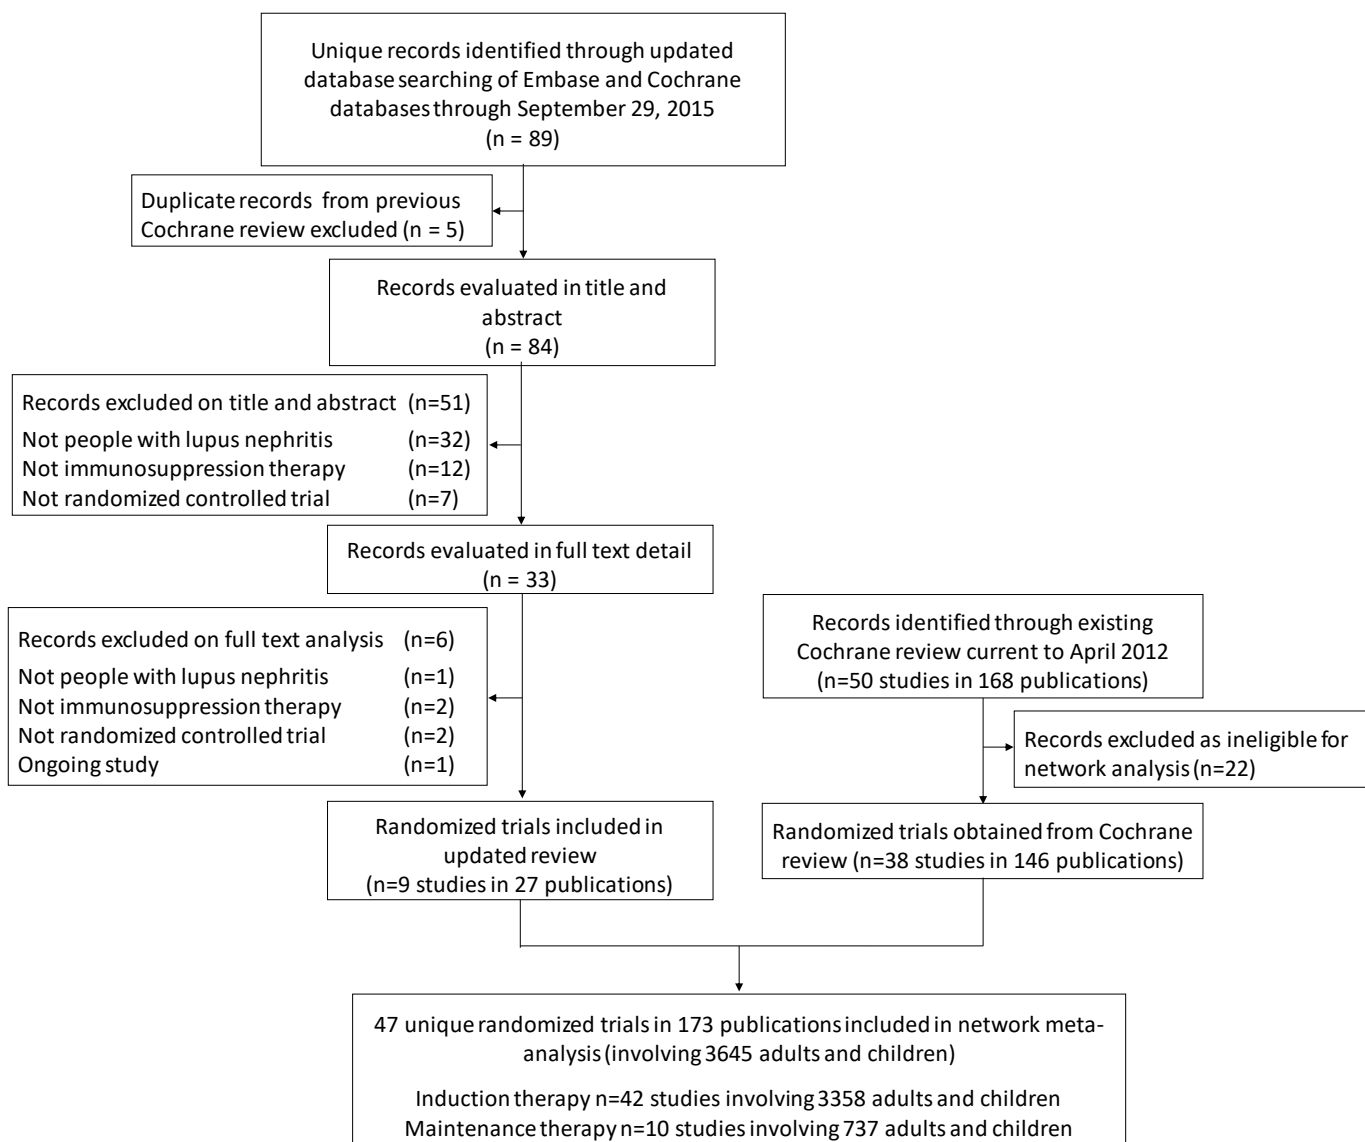 Unique records identified through updated
database searching of Embase and Cochrane
databases through September 29, 2015
(n = 89)
Duplicate records from previous
Cochrane review excluded (n = 5)
Records evaluated in title and
abstract
(n = 84)
Records excluded on title and abstract (n=51)
Not people with lupus nephritis (n=32)
Not immunosuppression therapy (n=12)
Not randomized controlled trial (n=7)
Records evaluated in full text detail
(n = 33)
Records excluded on full text analysis (n=6)
Not people with lupus nephritis (n=1)
Not immunosuppression therapy (n=2)
Not randomized controlled trial (n=2)
Ongoing study (n=1)
Records identified through existing
Cochrane review current to April 2012
(n=50 studies in 168 publications)
Records excluded as ineligible for
network analysis (n=22)
Randomized trials included in
updated review
(n=9 studies in 27 publications)
Randomized trials obtained from Cochrane
review (n=38 studies in 146 publications)
47 unique randomized trials in 173 publications included in network meta-
analysis (involving 3645 adults and children)
Induction therapy n=42 studies involving 3358 adults and children
Maintenance therapy n=10 studies involving 737 adults and children